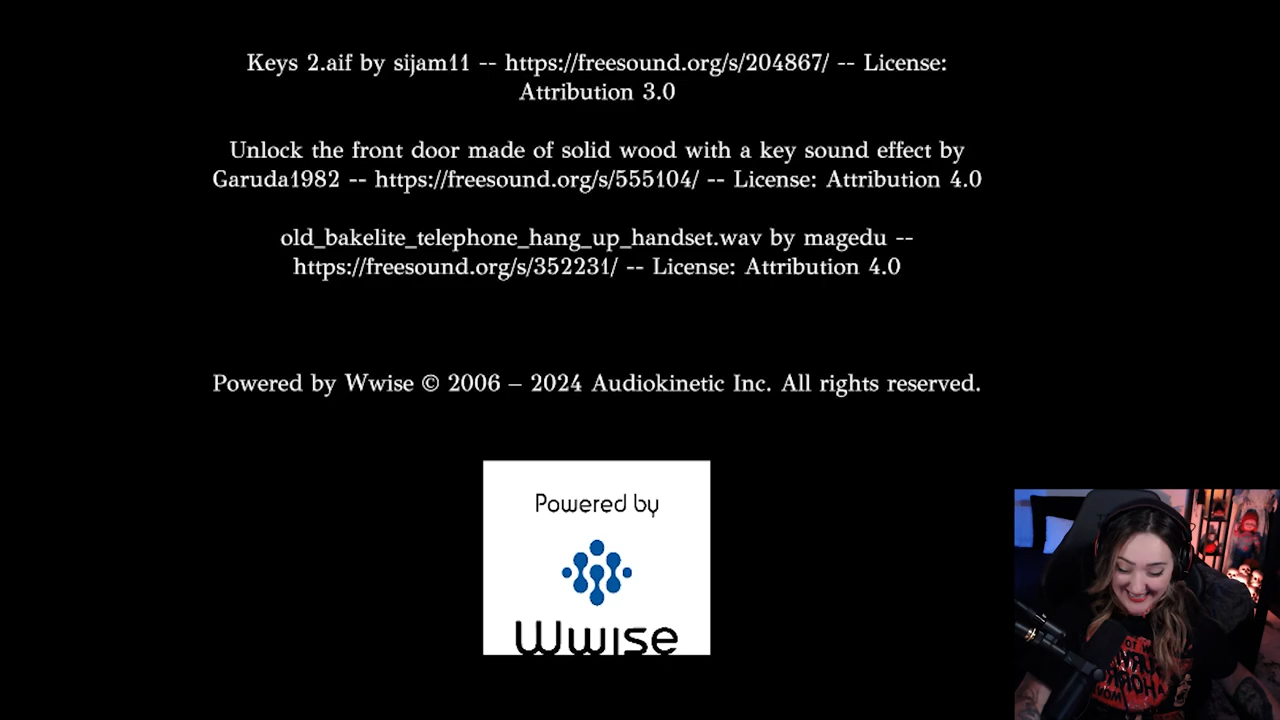 Keys 2.aif by sijam11 -- https://freesound.org/s/204867/ -- License:
Attribution 3.0
Unlock the front door made of solid wood with a key sound effect by
Garuda1982 -- https://freesound.org/s/555104/ -- License: Attribution 4.0
old_bakelite_telephone_hang_up_handset.wav by magedu --
https://freesound.org/s/352231/ -- License: Attribution 4.0
Powered by Wwise © 2006 – 2024 Audiokinetic Inc. All rights reserved.
Powered by
Wwise